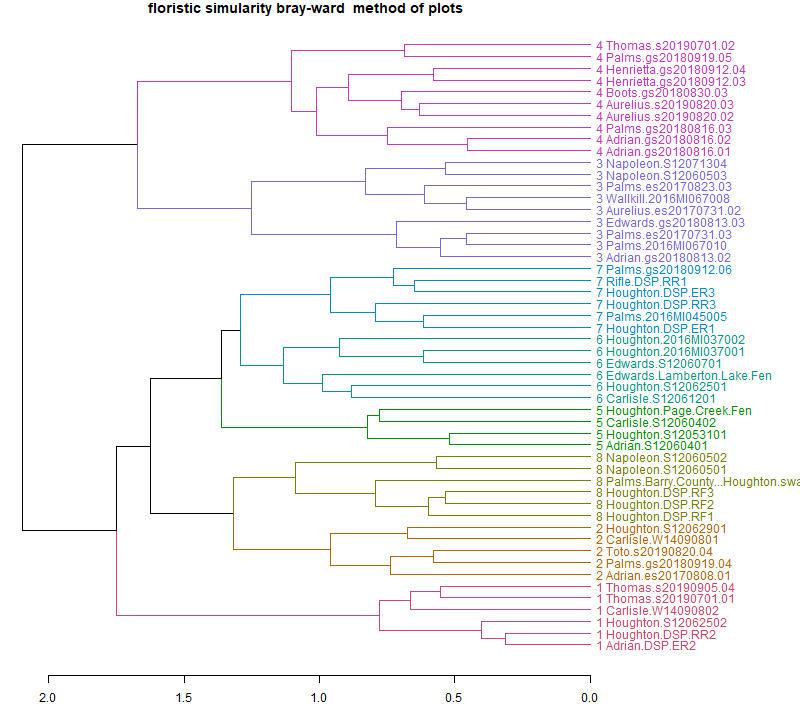 floristic simularity bray-ward method of plots
4 Thomas.s20190701.02
4 Palms.gs20180919.05
4 Henrietta.gs20180912.04
4 Henrietta.gs20180912.03
4 Boots.gs20180830.03
4 Aurelius.s20190820.03
4 Aurelius.s20190820.02
4 Palms.gs20180816.03
4 Adrian.gs20180816.02
4 Adrian.gs20180816.01
3 Napoleon.S12071304
3 Napoleon.S12060503
3 Palms.es20170823.03
3 Wallkill.2016MI067008
3 Aurelius.es20170731.02
3 Edwards.gs20180813.03
3 Palms.es20170731.03
3 Palms.2016MI067010
3 Adrian.gs20180813.02
7 Palms.gs20180912.06
7 Rifle.DSP.RR1
7 Houghton.DSP.ER3
7 Houghton.DSP.RR3
7 Palms.2016MI045005
7 Houghton.DSP.ER1
6 Houghton.2016MI037002
6 Houghton.2016MI037001
6 Edwards.S12060701
6 Edwards.Lamberton.Lake.Fen
6 Houghton.S12062501
6 Carlisle.S12061201
5 Houghton.Page.Creek.Fen
5 Carlisle.S12060402
5 Houghton.S12053101
5 Adrian.S12060401
8 Napoleon.S12060502
8 Napoleon.S12060501
8 Palms.Barry.County...Houghton.swa
8 Houghton.DSP.RF3
8 Houghton.DSP.RF2
8 Houghton.DSP.RF1
2 Houghton.S12062901
2 Carlisle.W14090801
2 Toto.s20190820.04
2 Palms.gs20180919.04
2 Adrian.es20170808.01
1 Thomas.s20190905.04
1 Thomas.s20190701.01
1 Carlisle.W14090802
1 Houghton.S12062502
1 Houghton.DSP.RR2
1 Adrian.DSP.ER2
2.0 1.5 1.0 0.5 0.0